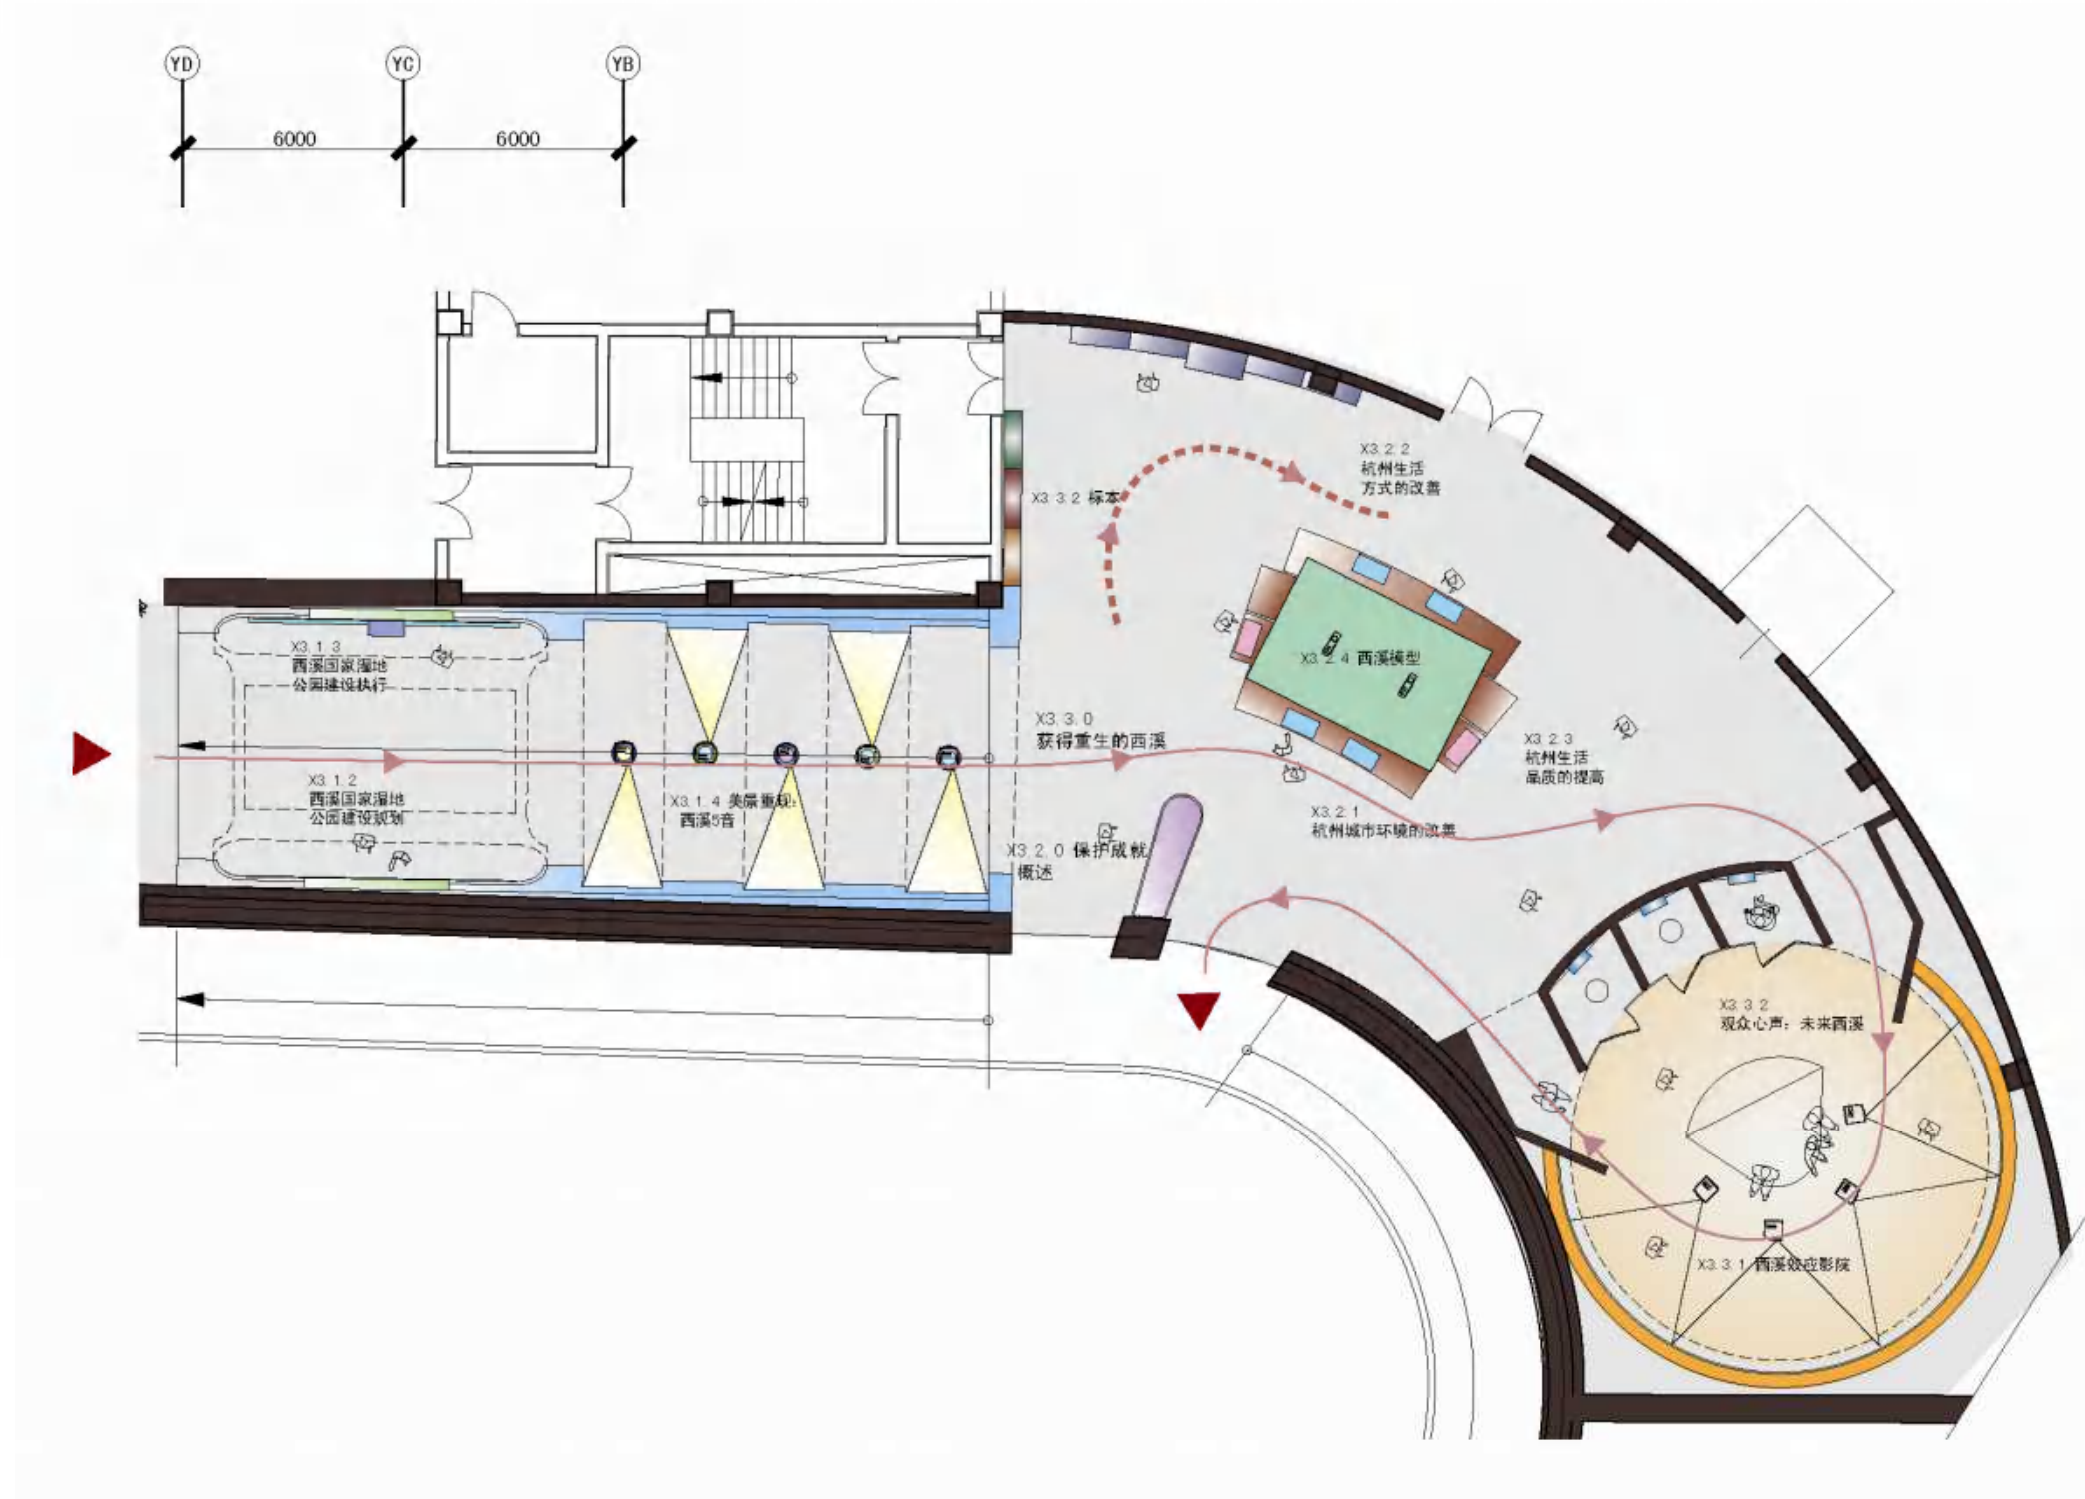 YD
YC
YB
6000
6000
X3.2.2
杭州生活
方式的改善
X3.3.2 标本
X3.1.3
西溪国家湿地
公园建设执行
X3.2.4 西溪模型
X3.3.0
获得重生的西溪
X3.2.3
杭州生活
品质的提高
X3.1.2
西溪国家湿地
公园建设规划
X3.1.4 美景重现:
西溪5音
X3.2.1
杭州城市环境的改善
X3.2.0 保护成就
概述
X3.3.2
观众心声: 未来西溪
X3.3.1 西溪效应影院